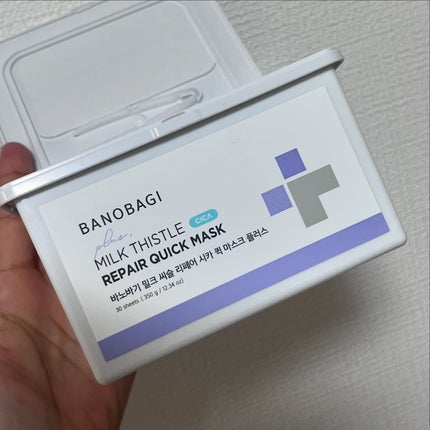 BANOBAGI
plus,
MILK THISTLE CICA
REPAIR QUICK MASK
바노바기 밀크 씨슬 리페어 시카 퀵 마스크 플러스
30 sheets ( 350 g / 12.34 oz)